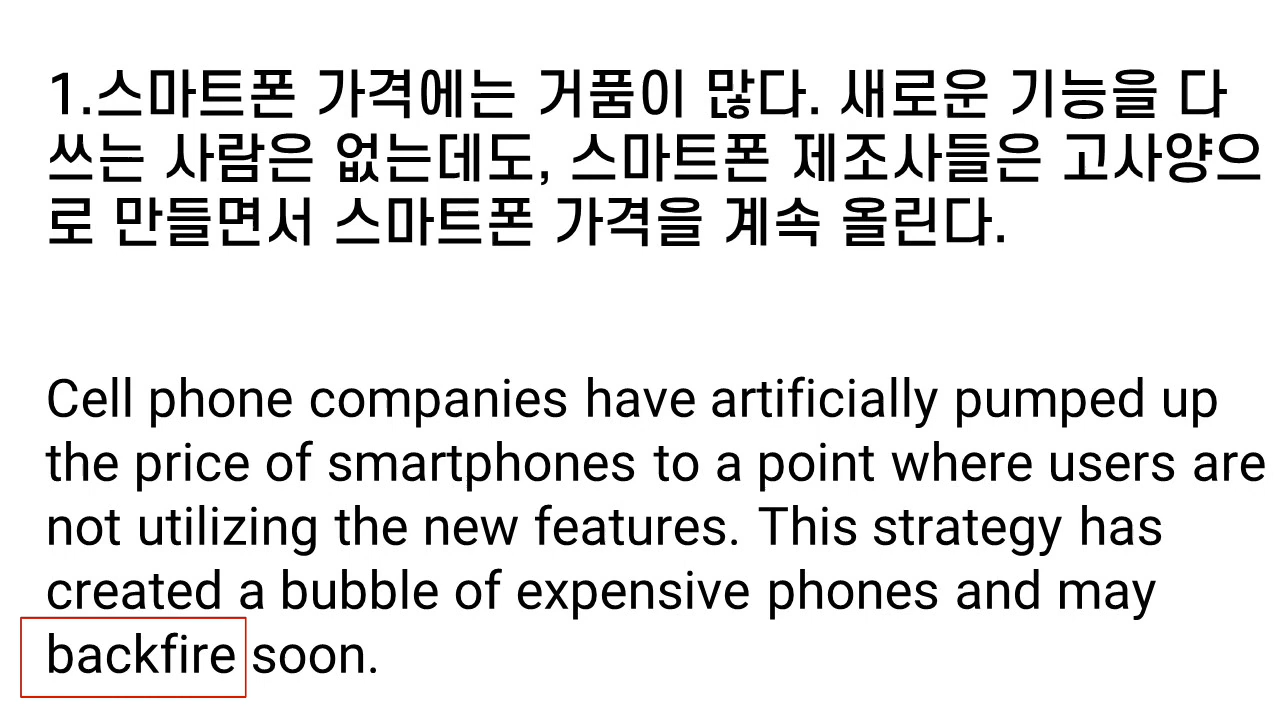 1.스마트폰 가격에는 거품이 많다. 새로운 기능을 다
쓰는 사람은 없는데도, 스마트폰 제조사들은 고사양으
로 만들면서 스마트폰 가격을 계속 올린다.
Cell phone companies have artificially pumped up
the price of smartphones to a point where users are
not utilizing the new features. This strategy has
created a bubble of expensive phones and may
backfire soon.